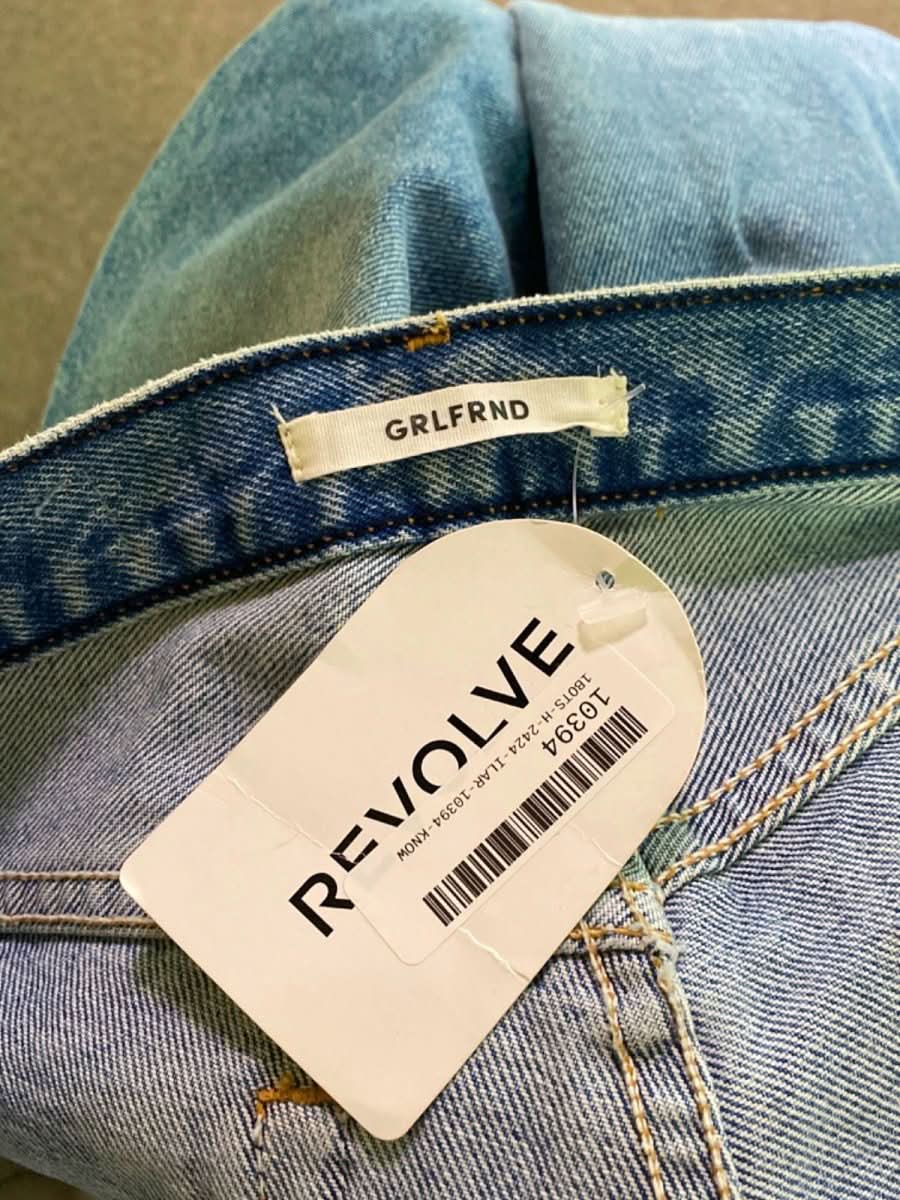 GRLFRND
REVOLVE
10394
1BOTS-H-2424-ILAR-10394-KNOW